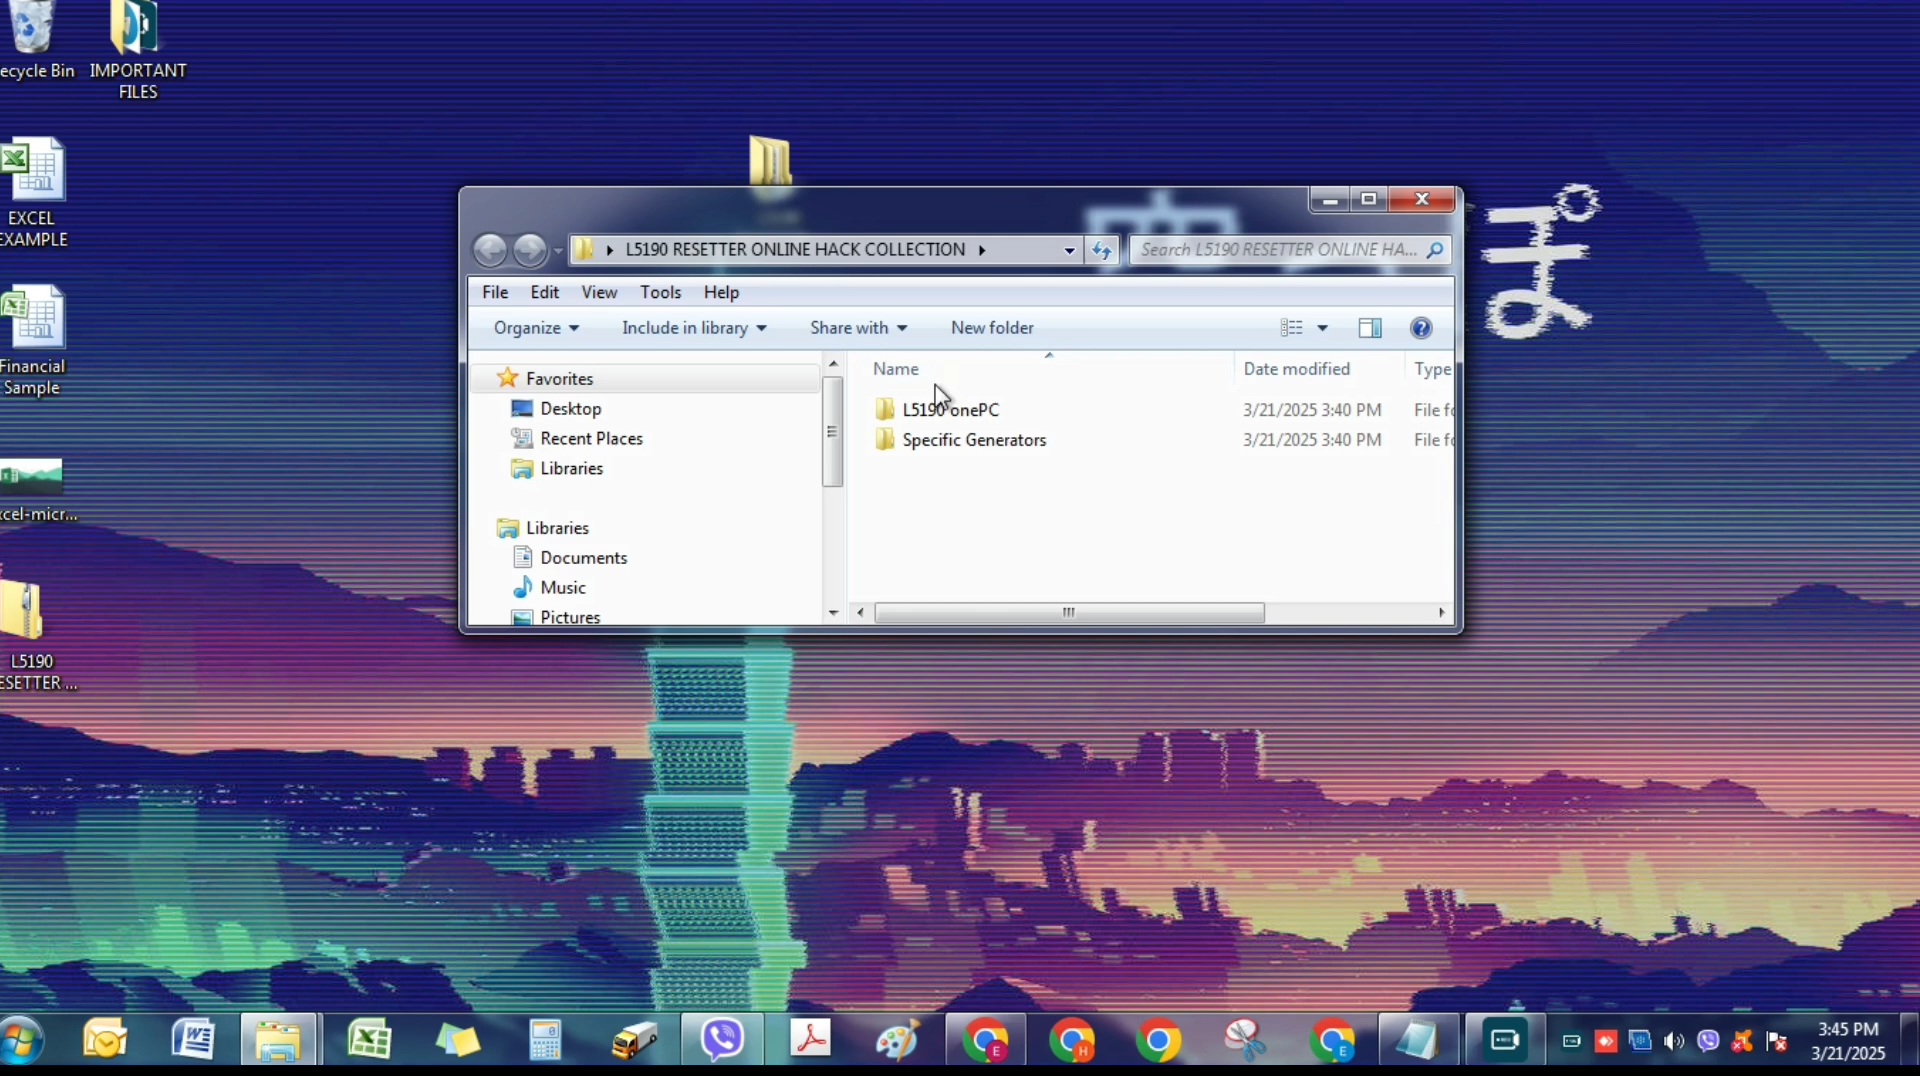 ecycle Bin
IMPORTANT
FILES
EXCEL
EXAMPLE
Financial
Sample
xcel-micr...
L5190
ESETTER ...
ぽ
L5190 RESETTER ONLINE HACK COLLECTION
Search L5190 RESETTER ONLINE HA...
File Edit View Tools Help
Organize Include in library Share with New folder
Name Date modified Type
L5190 onePC 3/21/2025 3:40 PM File fo
Specific Generators 3/21/2025 3:40 PM File fo
Favorites
Desktop
Recent Places
Libraries
Libraries
Documents
Music
Pictures
3:45 PM
3/21/2025